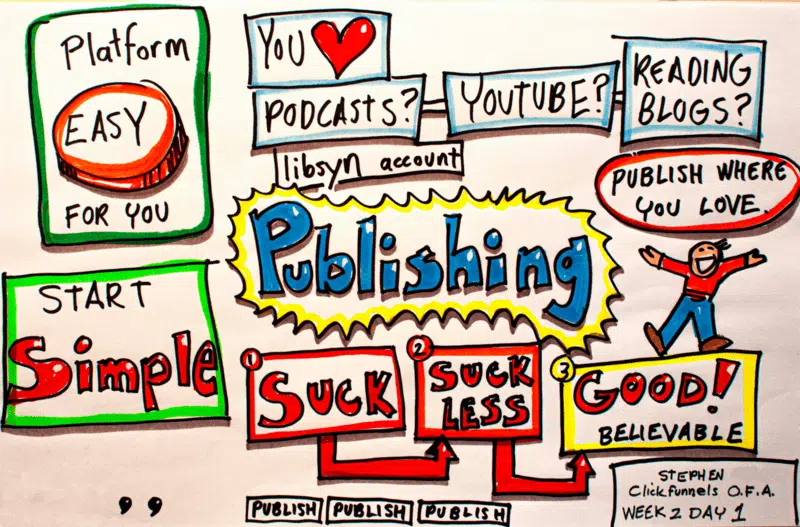 Platform
EASY
FOR YOU
YOU
PODCASTS?
YOUTUBE?
READING
BLOGS?
libsyn account
PUBLISH WHERE
YOU LOVE.
Publishing
START
Simple
1
SUCK
2
SUCK
LESS
3
GOOD!
BELIEVABLE
PUBLISH
PUBLISH
PUBLISH
STEPHEN
Clickfunnels O.F.A.
WEEK 2 DAY 1
,,